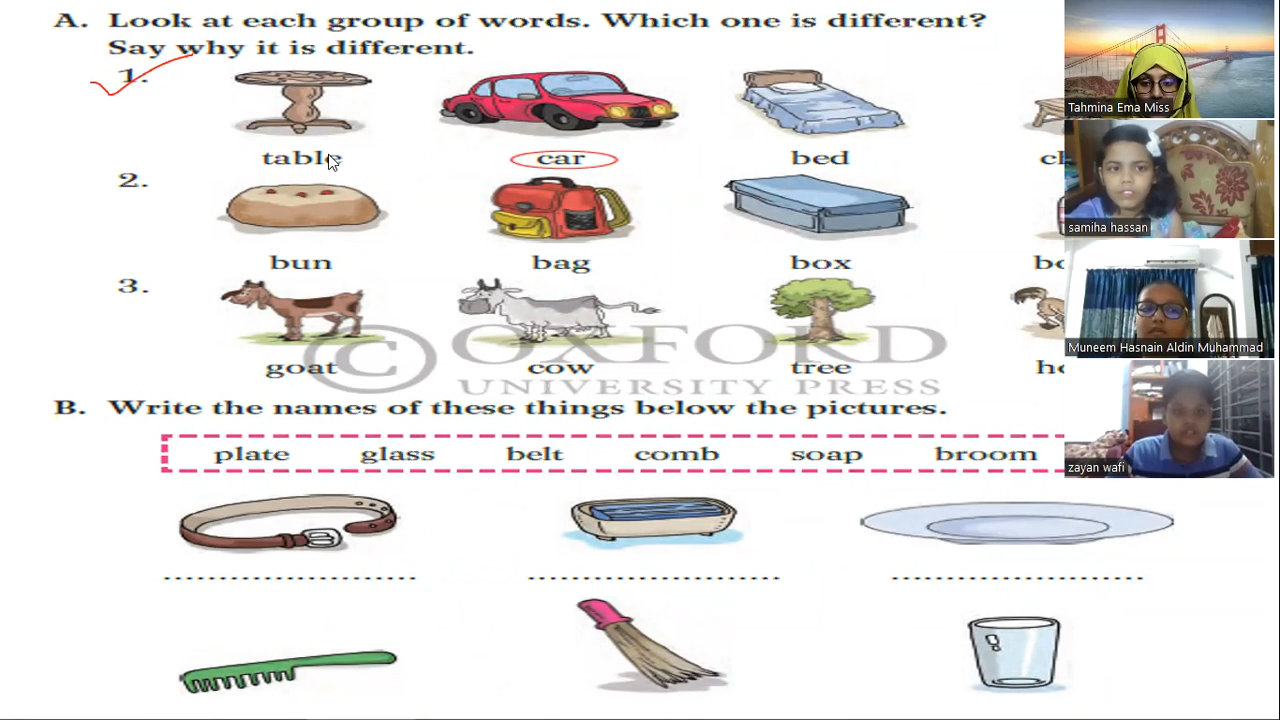 A. Look at each group of words. Which one is different?
Say why it is different.
1.
table car bed
2.
bun bag box
3.
goat cow tree
© OXFORD
UNIVERSITY PRESS
B. Write the names of these things below the pictures.
plate glass belt comb soap broom
Tahmina Ema Miss
samiha hassan
Muneem Hasnain Aldin Muhammad
zayan wafi